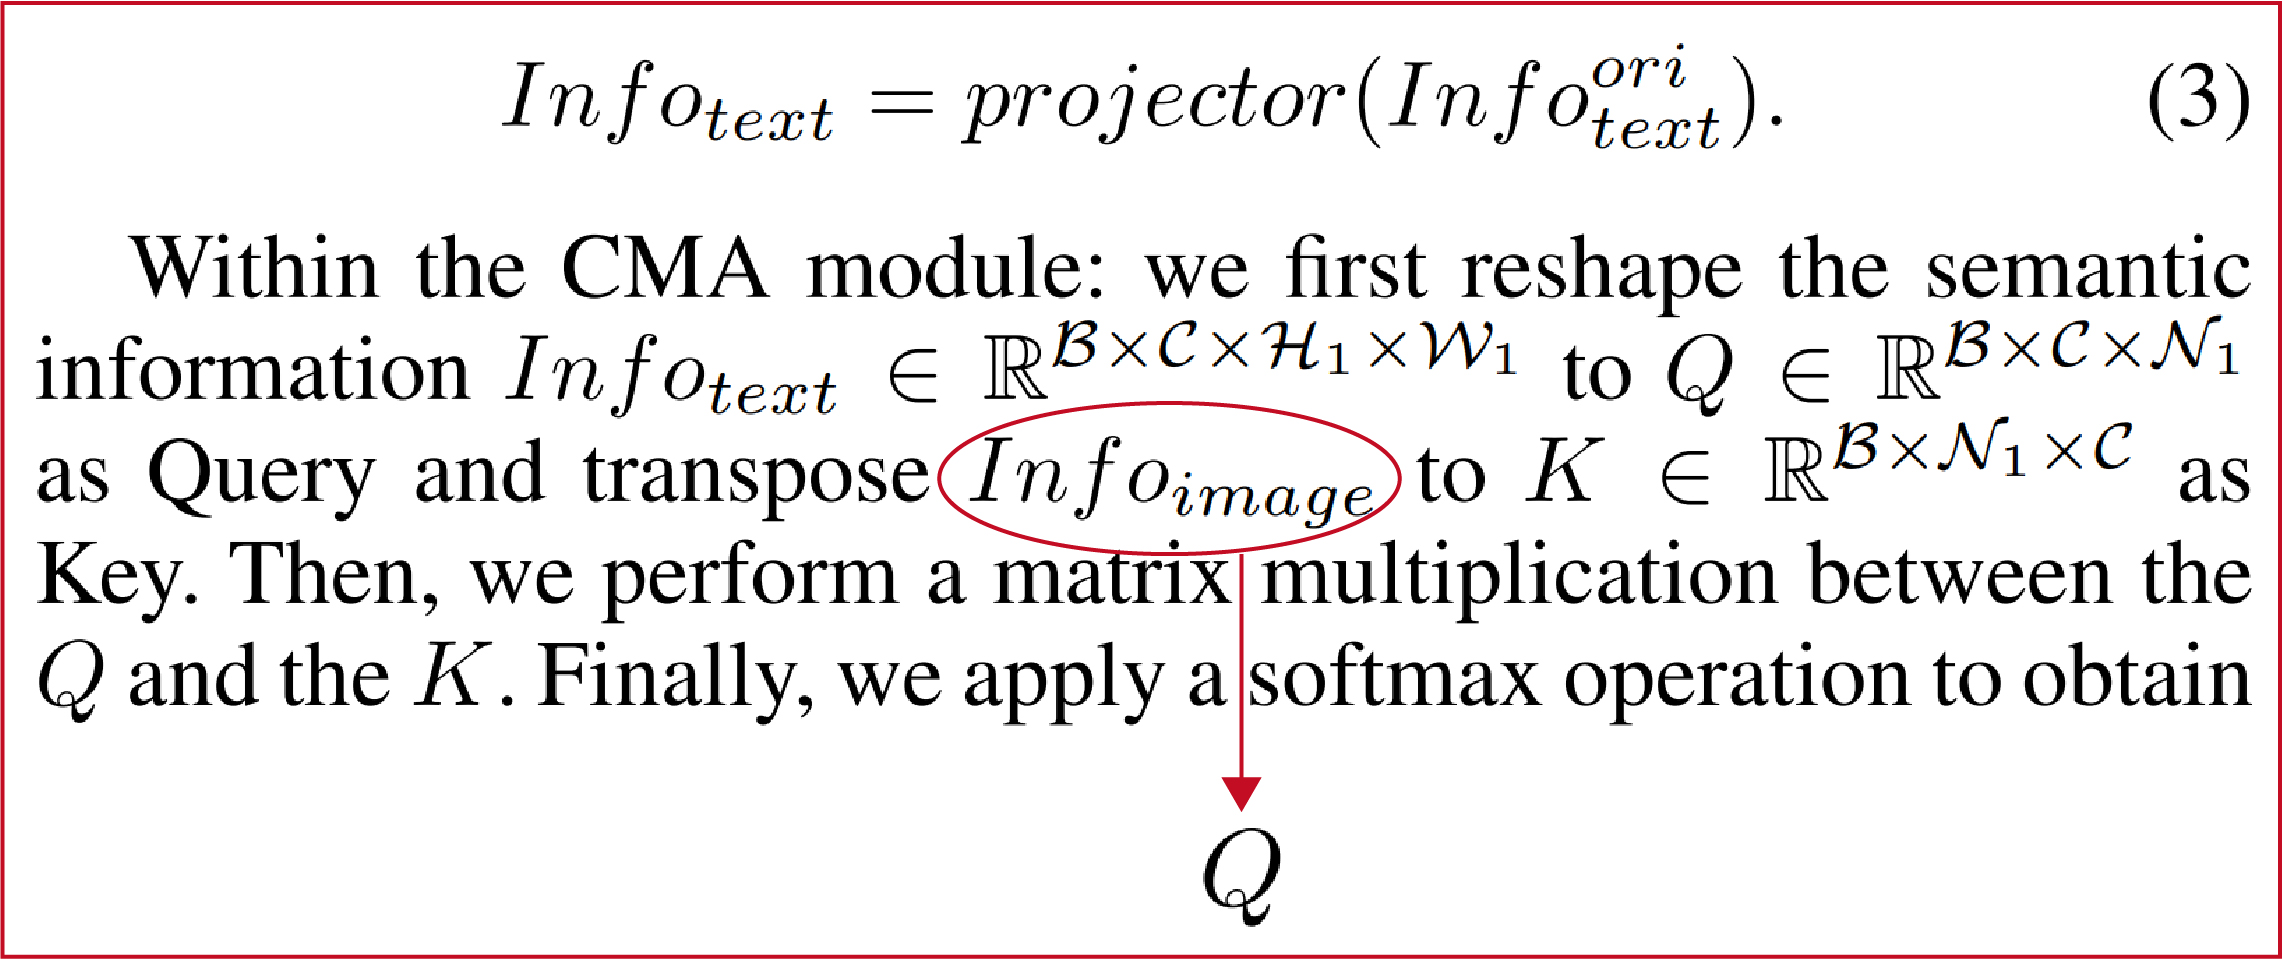 $Info_{text} = projector(Info_{text}^{ori}).$ (3)
Within the CMA module: we first reshape the semantic
information $Info_{text} \in \mathbb{R}^{\mathcal{B} \times \mathcal{C} \times \mathcal{H}_1 \times \mathcal{W}_1}$ to $Q \in \mathbb{R}^{\mathcal{B} \times \mathcal{C} \times \mathcal{N}_1}$
as Query and transpose $Info_{image}$ to $K \in \mathbb{R}^{\mathcal{B} \times \mathcal{N}_1 \times \mathcal{C}}$ as
Key. Then, we perform a matrix multiplication between the
$Q$ and the $K$. Finally, we apply a softmax operation to obtain
$Q$